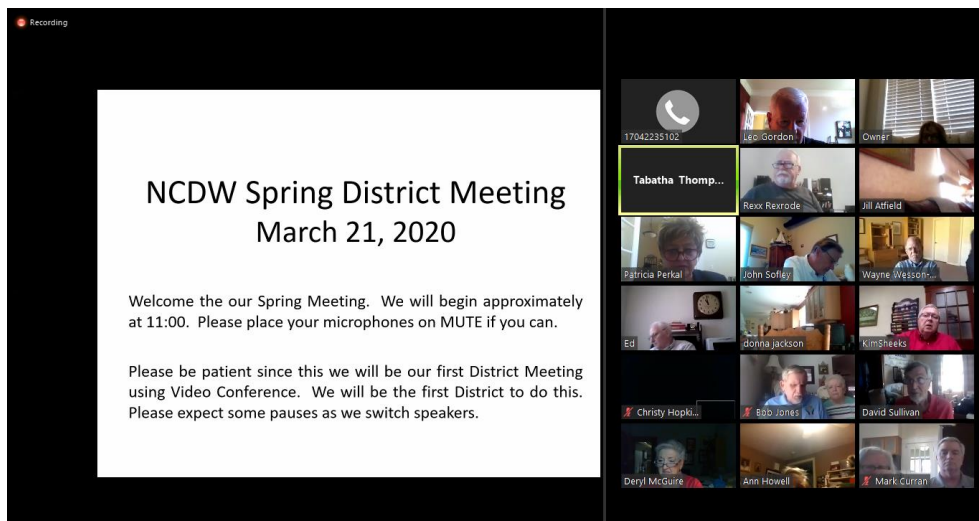 Recording
NCDW Spring District Meeting
March 21, 2020
Welcome the our Spring Meeting. We will begin approximately
at 11:00. Please place your microphones on MUTE if you can.
Please be patient since this we will be our first District Meeting
using Video Conference. We will be the first District to do this.
Please expect some pauses as we switch speakers.
17042235102
Leo Gordon
Owner
Tabatha Thomp...
Rexx Rexrode
Jill Atfield
Patricia Perkal
John Sofley
Wayne Wesson-...
Ed
donna jackson
KimSheeks
Christy Hopki...
Bob Jones
David Sullivan
Deryl McGuire
Ann Howell
Mark Curran